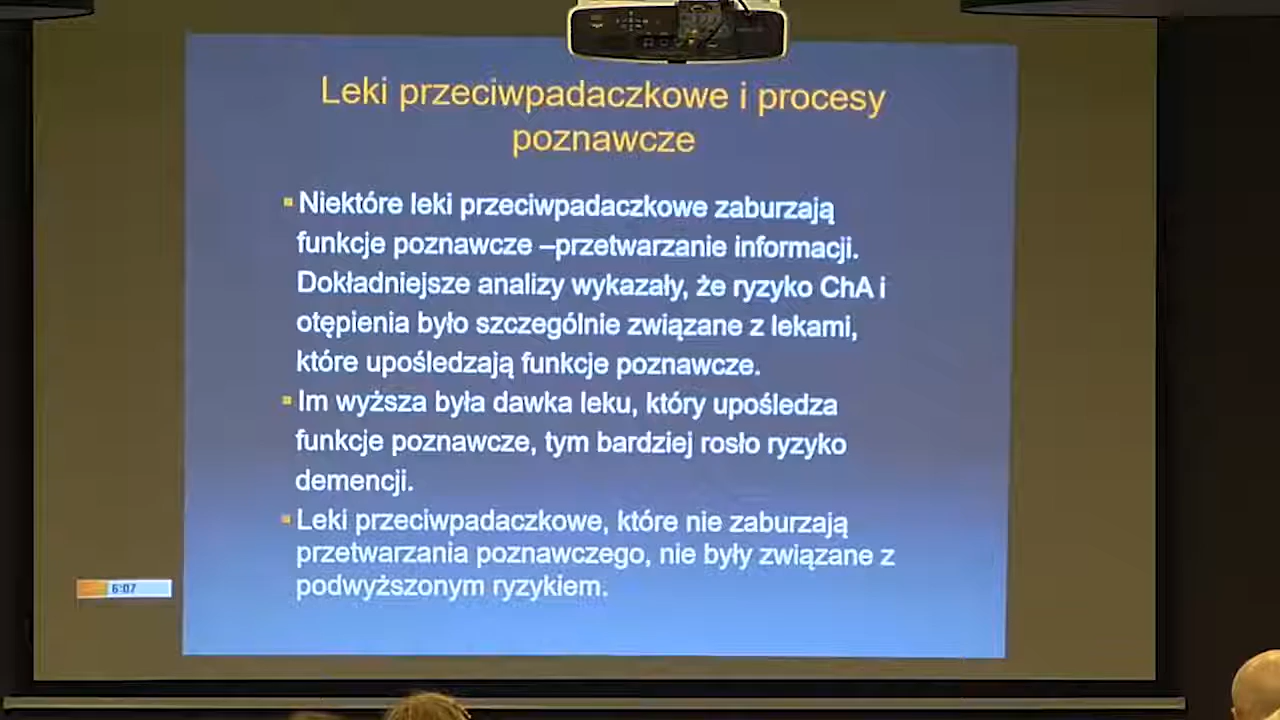 Leki przeciwpadaczkowe i procesy
poznawcze
Niektóre leki przeciwpadaczkowe zaburzają
funkcje poznawcze –przetwarzanie informacji.
Dokładniejsze analizy wykazały, że ryzyko ChA i
otępienia było szczególnie związane z lekami,
które upośledzają funkcje poznawcze.
Im wyższa była dawka leku, który upośledza
funkcje poznawcze, tym bardziej rosło ryzyko
demencji.
Leki przeciwpadaczkowe, które nie zaburzają
przetwarzania poznawczego, nie były związane z
podwyższonym ryzykiem.
6:07